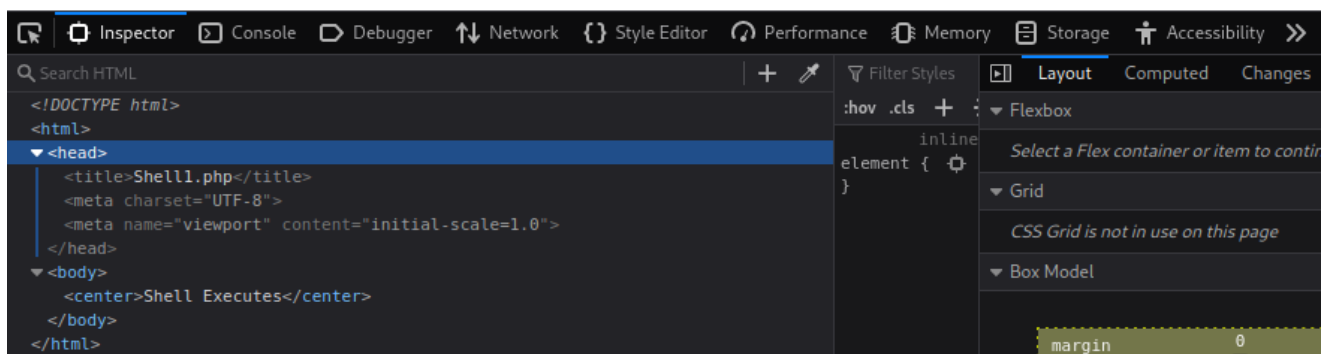 Inspector Console Debugger Network Style Editor Performance Memory Storage Accessibility
Search HTML
Filter Styles
Layout Computed Changes
<!DOCTYPE html>
<html>
<head>
<title>Shell1.php</title>
<meta charset="UTF-8">
<meta name="viewport" content="initial-scale=1.0">
</head>
<body>
<center>Shell Executes</center>
</body>
</html>
:hov .cls +
inline
element {
}
Flexbox
Select a Flex container or item to contin
Grid
CSS Grid is not in use on this page
Box Model
margin 0